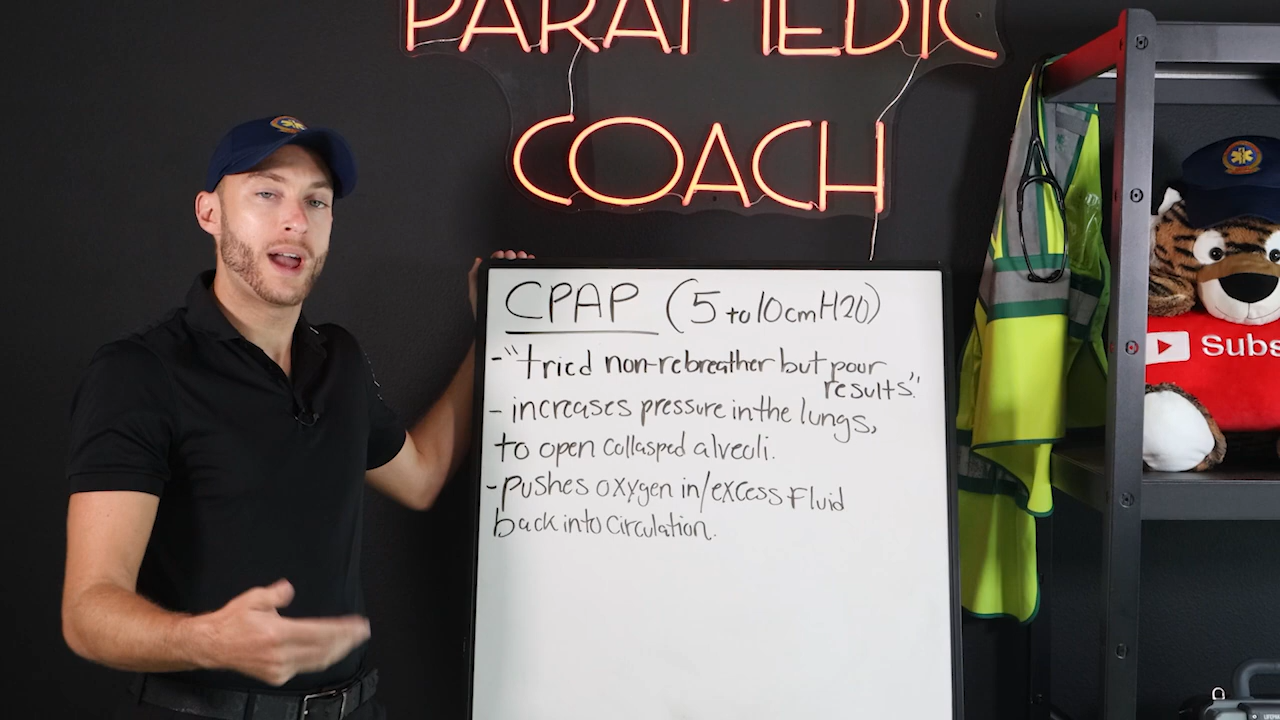 PARAMEDIC
COACH
CPAP (5 to 10cmH20)
-"tried non-rebreather but pour
results".
- increases pressure in the lungs,
to open collasped alveoli.
-pushes oxygen in/excess fluid
back into circulation.
Subs